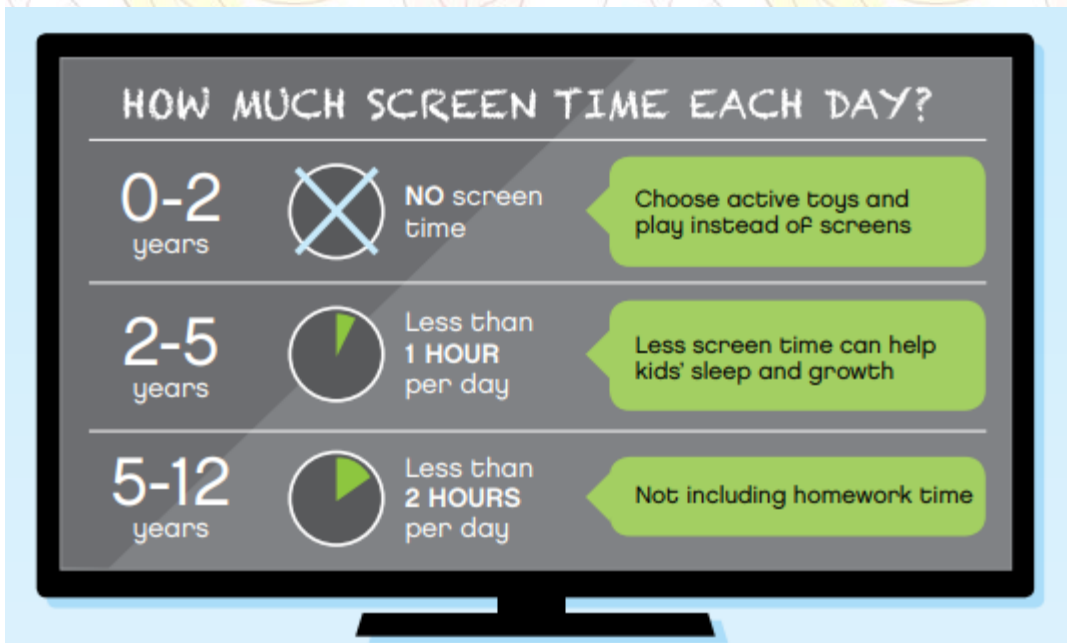 HOW MUCH SCREEN TIME EACH DAY?
0-2
years
NO screen
time
Choose active toys and
play instead of screens
2-5
years
Less than
1 HOUR
per day
Less screen time can help
kids' sleep and growth
5-12
years
Less than
2 HOURS
per day
Not including homework time